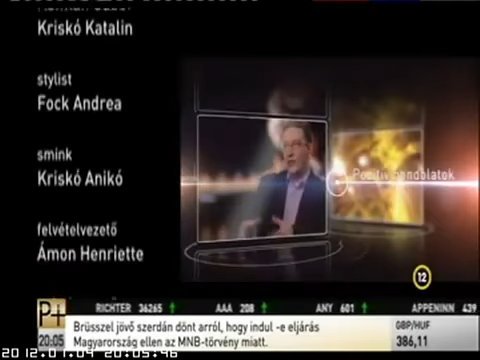 Kriskó Katalin
stylist
Fock Andrea
smink
Kriskó Anikó
felvételvezető
Ámon Henriette
Pozitív gondolatok
12
RICHTER 36265 AAA 208 ANY 601 APPENINN 439
P+
20:05
Brüsszel jövő szerdán dönt arról, hogy indul -e eljárás
Magyarország ellen az MNB-törvény miatt.
GBP/HUF
386,11
2012.01.04 20:05:46